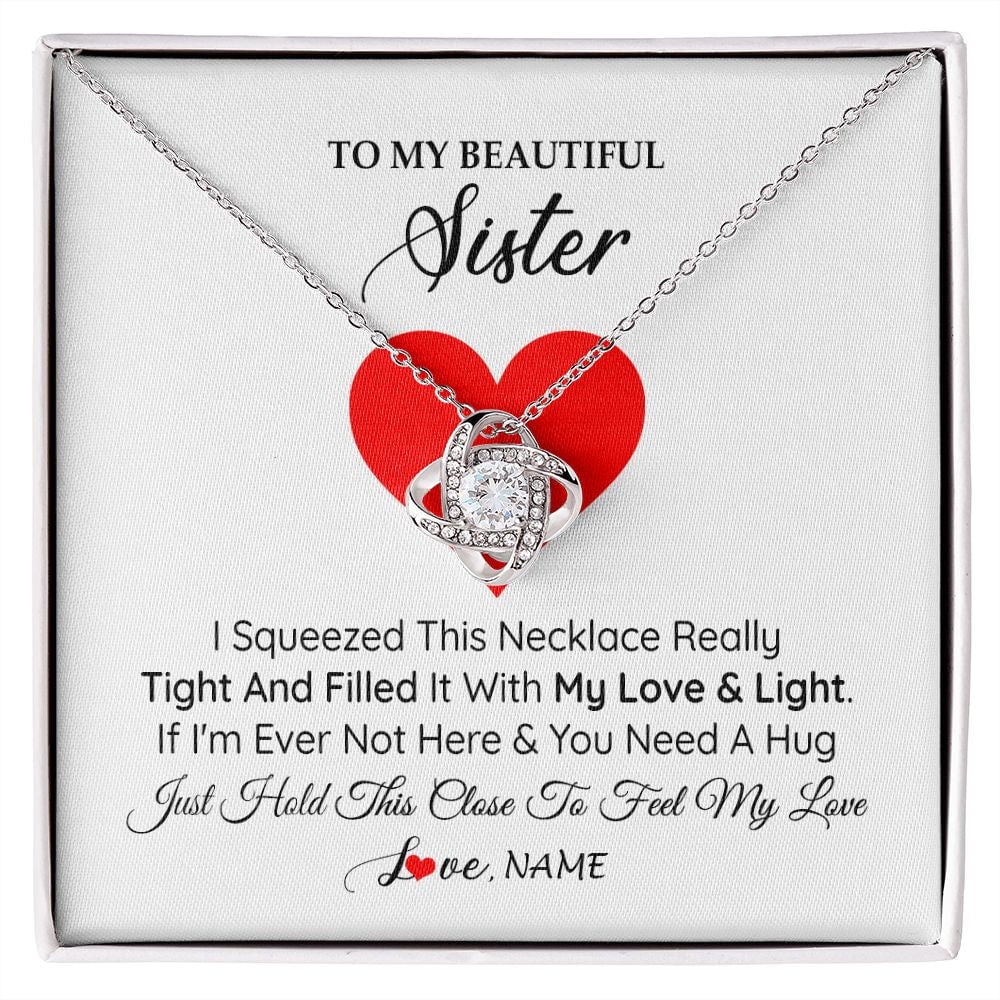 TO MY BEAUTIFUL
Sister
I Squeezed This Necklace Really
Tight And Filled It With My Love & Light.
If I'm Ever Not Here & You Need A Hug
Just Hold This Close To Feel My Love
Love, NAME